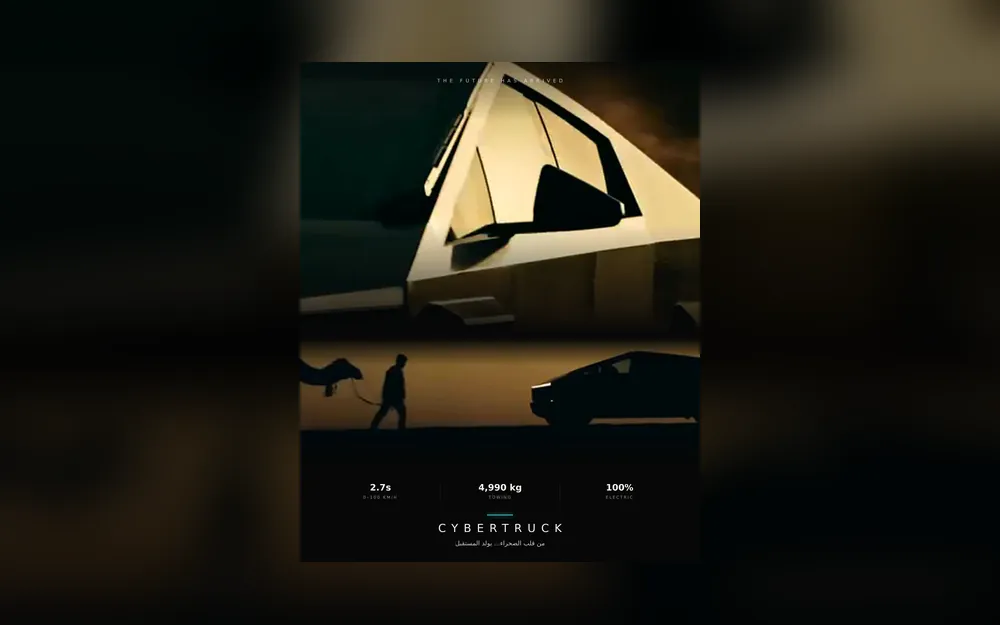 THE FUTURE HAS ARRIVED
2.7s 4,990 kg 100%
0-100 KM/H TOWING ELECTRIC
CYBERTRUCK
من قلب الصحراء... يولد المستقبل